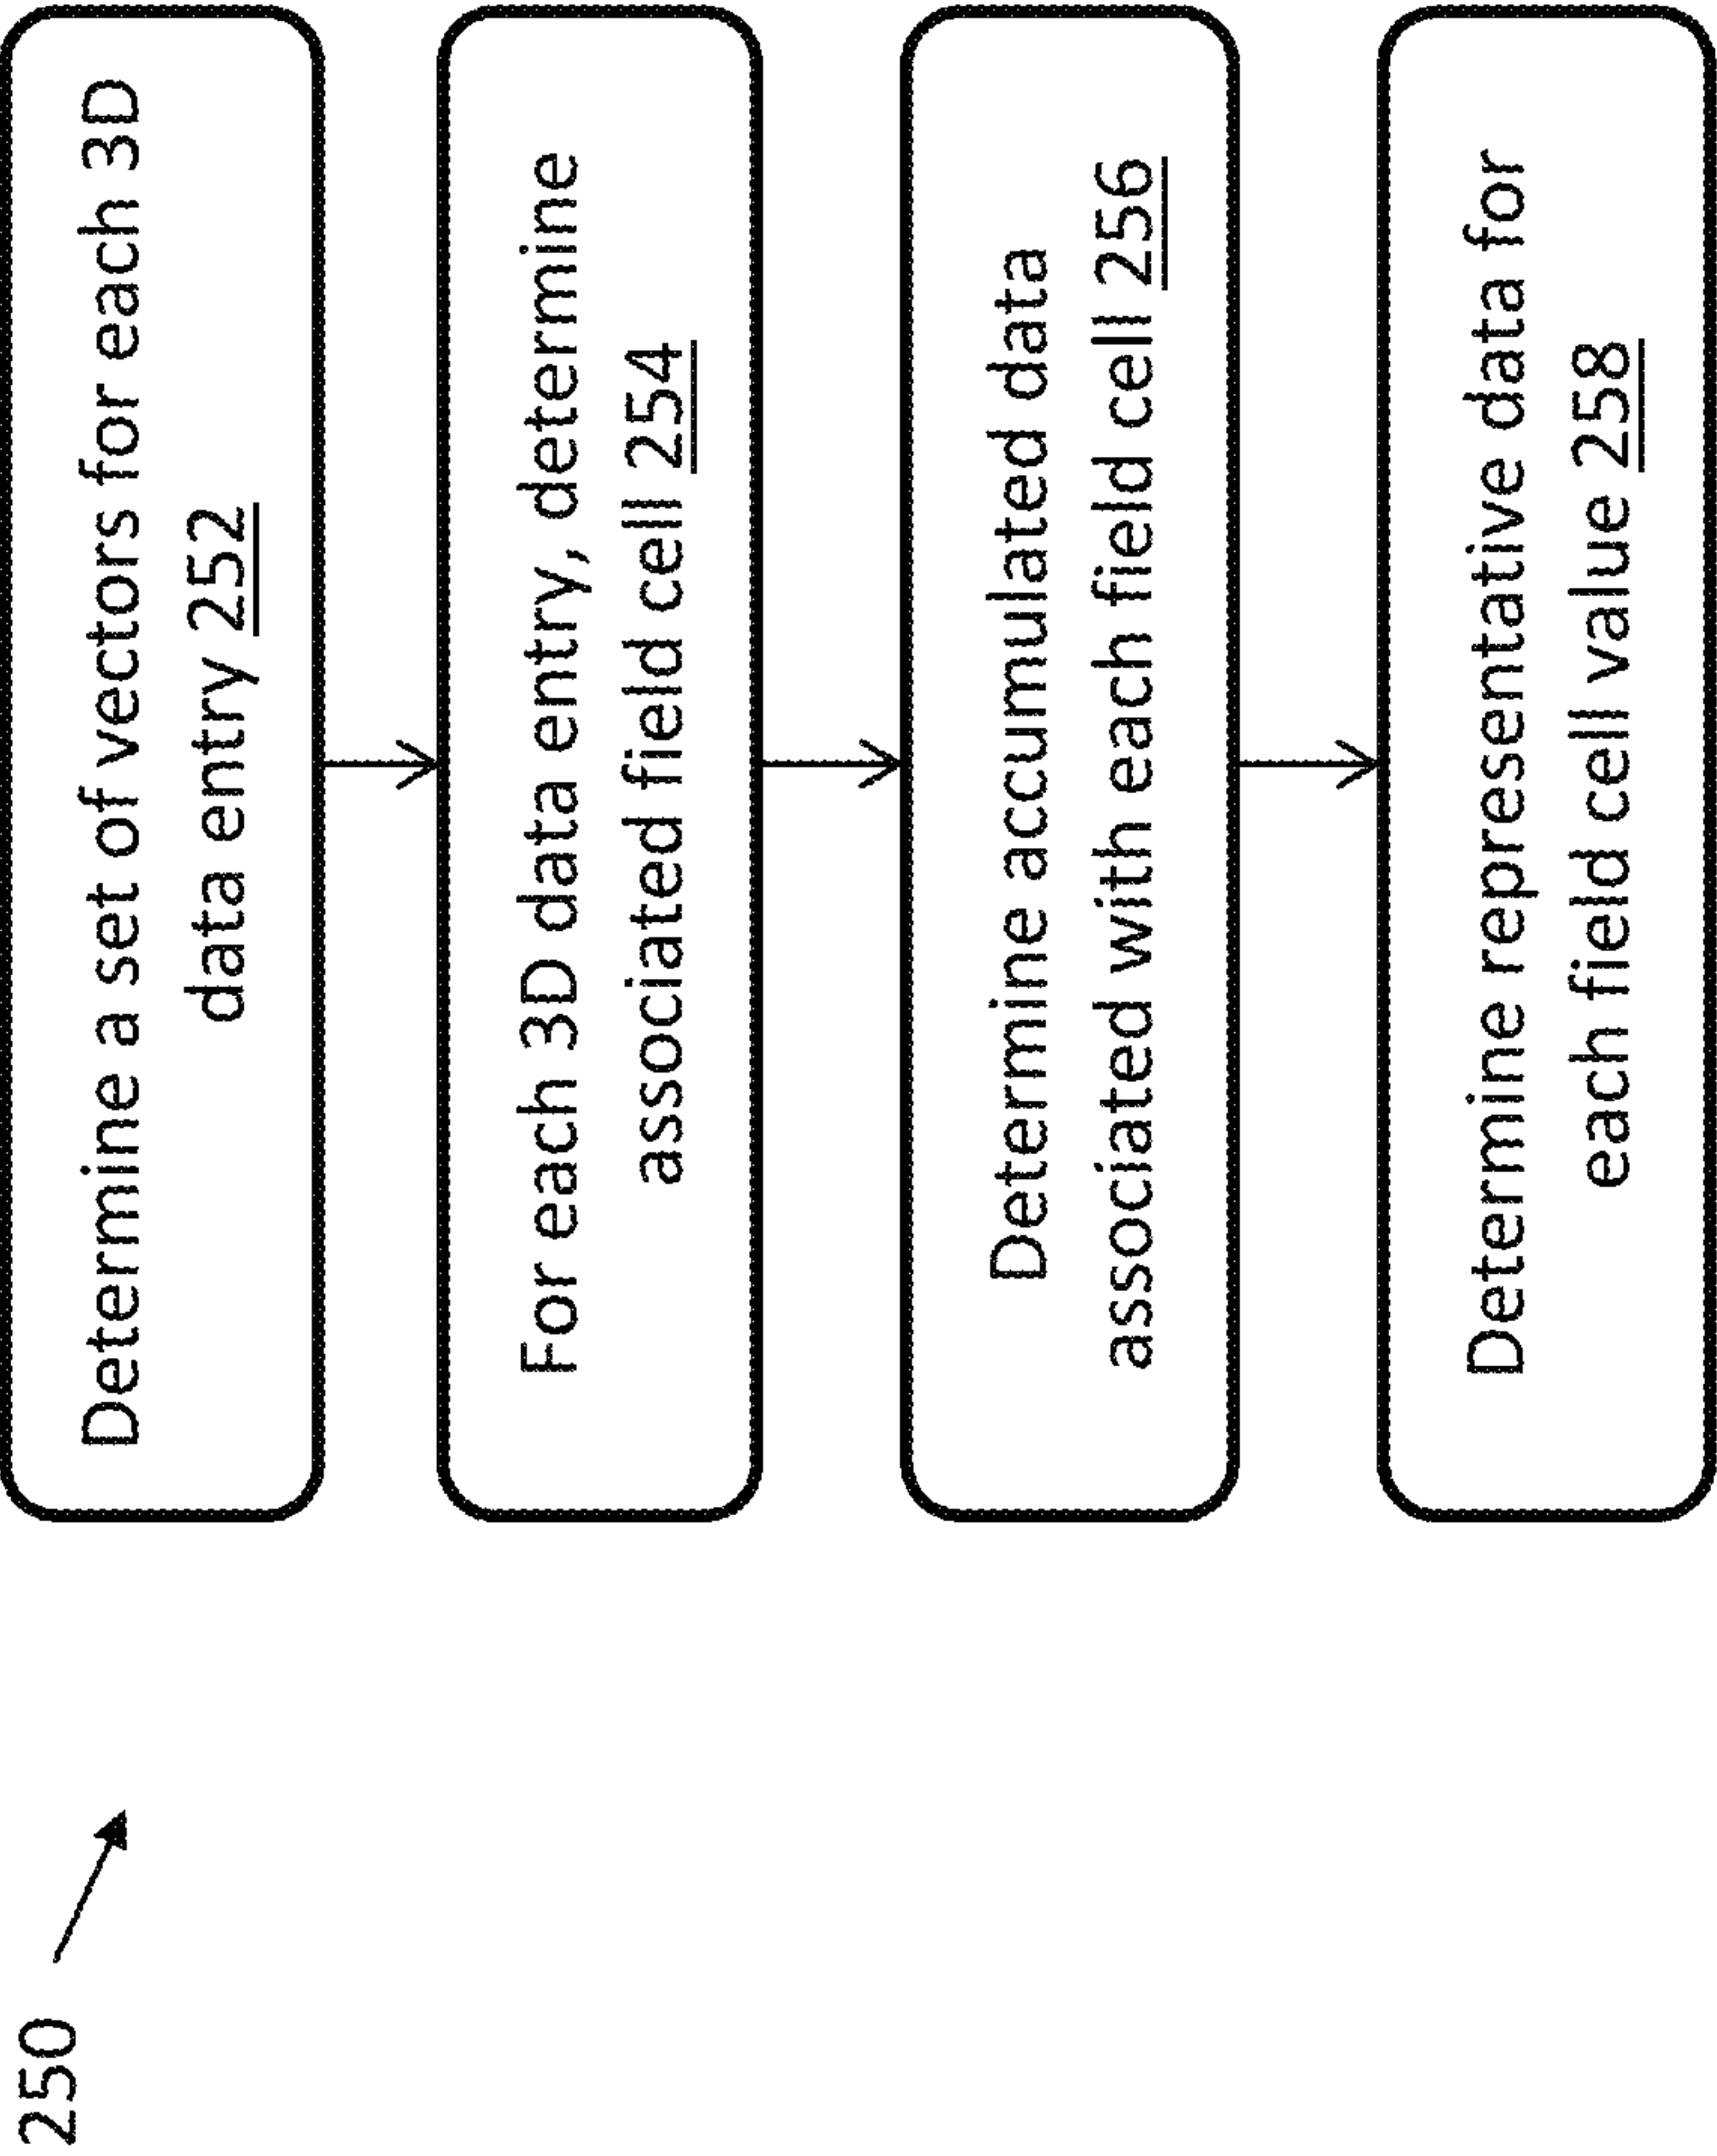 250
Determine a set of vectors for each 3D
data entry 252
For each 3D data entry, determine
associated field cell 254
Determine accumulated data
associated with each field cell 256
Determine representative data for
each field cell value 258